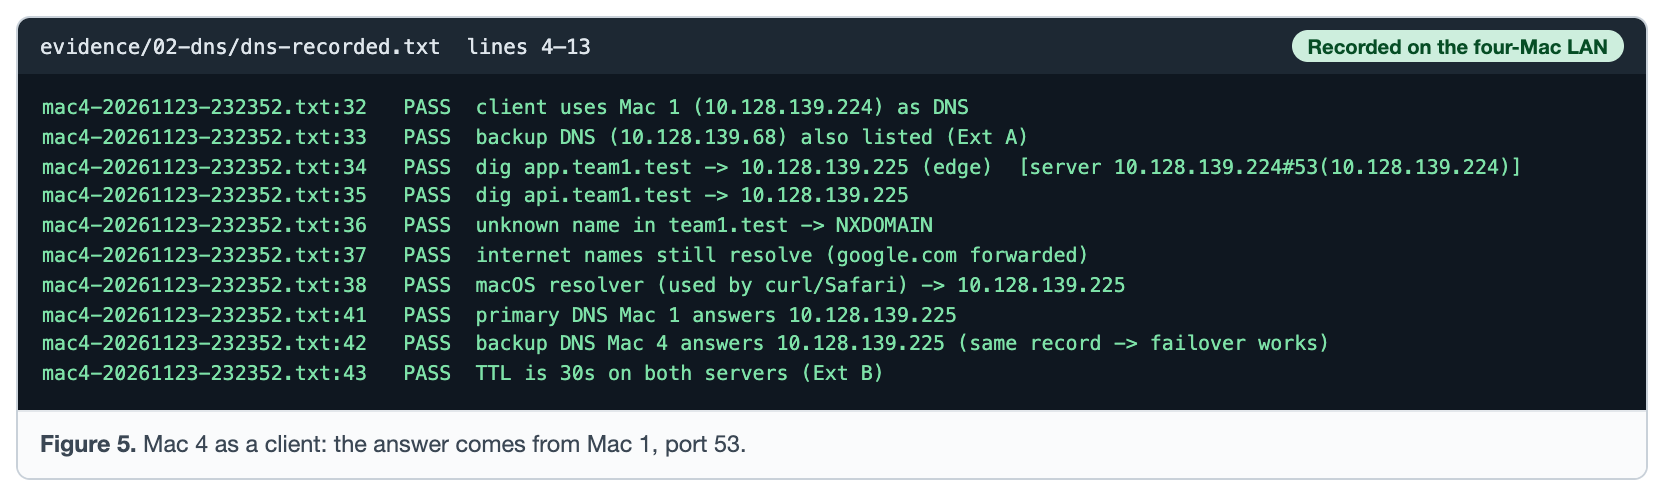 evidence/02-dns/dns-recorded.txt  lines 4–13
Recorded on the four-Mac LAN
mac4-20261123-232352.txt:32   PASS  client uses Mac 1 (10.128.139.224) as DNS
mac4-20261123-232352.txt:33   PASS  backup DNS (10.128.139.68) also listed (Ext A)
mac4-20261123-232352.txt:34   PASS  dig app.team1.test -> 10.128.139.225 (edge)  [server 10.128.139.224#53(10.128.139.224)]
mac4-20261123-232352.txt:35   PASS  dig api.team1.test -> 10.128.139.225
mac4-20261123-232352.txt:36   PASS  unknown name in team1.test -> NXDOMAIN
mac4-20261123-232352.txt:37   PASS  internet names still resolve (google.com forwarded)
mac4-20261123-232352.txt:38   PASS  macOS resolver (used by curl/Safari) -> 10.128.139.225
mac4-20261123-232352.txt:41   PASS  primary DNS Mac 1 answers 10.128.139.225
mac4-20261123-232352.txt:42   PASS  backup DNS Mac 4 answers 10.128.139.225 (same record -> failover works)
mac4-20261123-232352.txt:43   PASS  TTL is 30s on both servers (Ext B)
Figure 5. Mac 4 as a client: the answer comes from Mac 1, port 53.